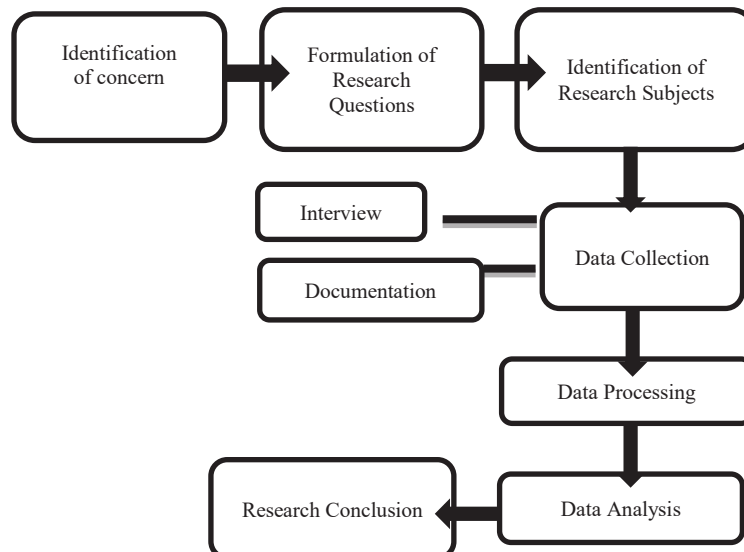 Identification
of concern
Formulation of
Research
Questions
Identification of
Research Subjects
Interview
Data Collection
Documentation
Data Processing
Data Analysis
Research Conclusion